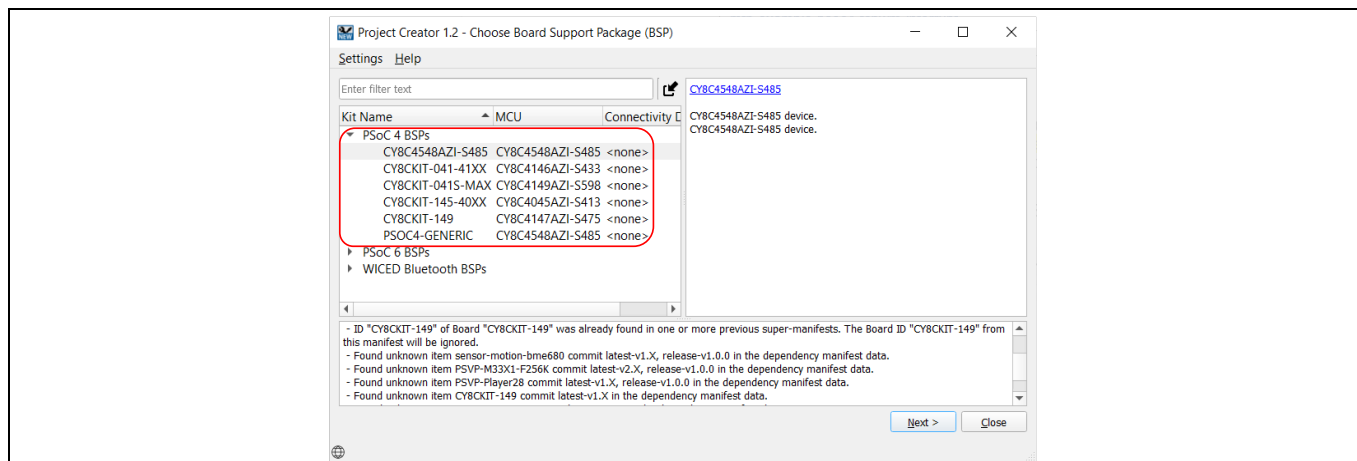 Project Creator 1.2 - Choose Board Support Package (BSP)
Settings Help
Enter filter text
CY8C4548AZI-S485
Kit Name MCU Connectivity D
CY8C4548AZI-S485 device.
CY8C4548AZI-S485 device.
PSoC 4 BSPs
CY8C4548AZI-S485 CY8C4548AZI-S485 <none>
CY8CKIT-041-41XX CY8C4146AZI-S433 <none>
CY8CKIT-041S-MAX CY8C4149AZI-S598 <none>
CY8CKIT-145-40XX CY8C4045AZI-S413 <none>
CY8CKIT-149 CY8C4147AZI-S475 <none>
PSOC4-GENERIC CY8C4548AZI-S485 <none>
PSoC 6 BSPs
WICED Bluetooth BSPs
- ID "CY8CKIT-149" of Board "CY8CKIT-149" was already found in one or more previous super-manifests. The Board ID "CY8CKIT-149" from
this manifest will be ignored.
- Found unknown item sensor-motion-bme680 commit latest-v1.X, release-v1.0.0 in the dependency manifest data.
- Found unknown item PSVP-M33X1-F256K commit latest-v2.X, release-v1.0.0 in the dependency manifest data.
- Found unknown item PSVP-Player28 commit latest-v1.X, release-v1.0.0 in the dependency manifest data.
- Found unknown item CY8CKIT-149 commit latest-v1.X in the dependency manifest data.
Next > Close